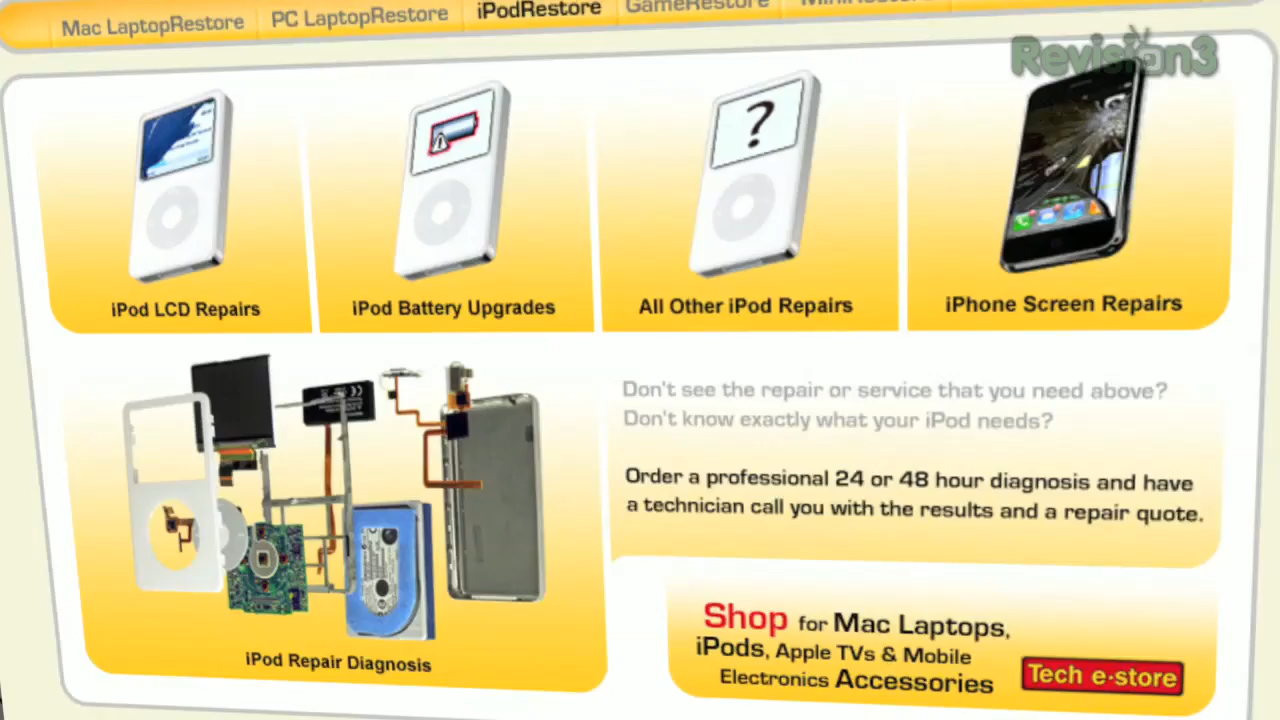 Mac LaptopRestore
PC LaptopRestore
iPodRestore
GameRestore
Revision3
iPod LCD Repairs
iPod Battery Upgrades
?
All Other iPod Repairs
iPhone Screen Repairs
Don't see the repair or service that you need above?
Don't know exactly what your iPod needs?
Order a professional 24 or 48 hour diagnosis and have
a technician call you with the results and a repair quote.
iPod Repair Diagnosis
Shop for Mac Laptops,
iPods, Apple TVs & Mobile
Electronics Accessories
Tech e-store